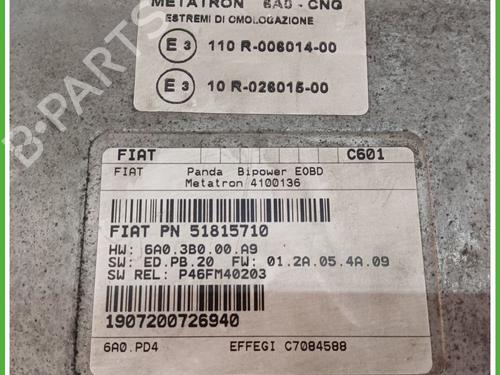 METATRON 6A0 - CNG
ESTREMI DI OMOLOGAZIONE
E 3 110 R-006014-00
E 3 10 R-026015-00
FIAT C601
FIAT Panda Bipower EOBD
Metatron 4100136
FIAT PN 51815710
HW: 6A0.3B0.00.A9
SW: ED.PB.20 FW: 01.2A.05.4A.09
SW REL: P46FM40203
1907200726940
6A0.PD4 EFFEGI C7084588
B-PARTS